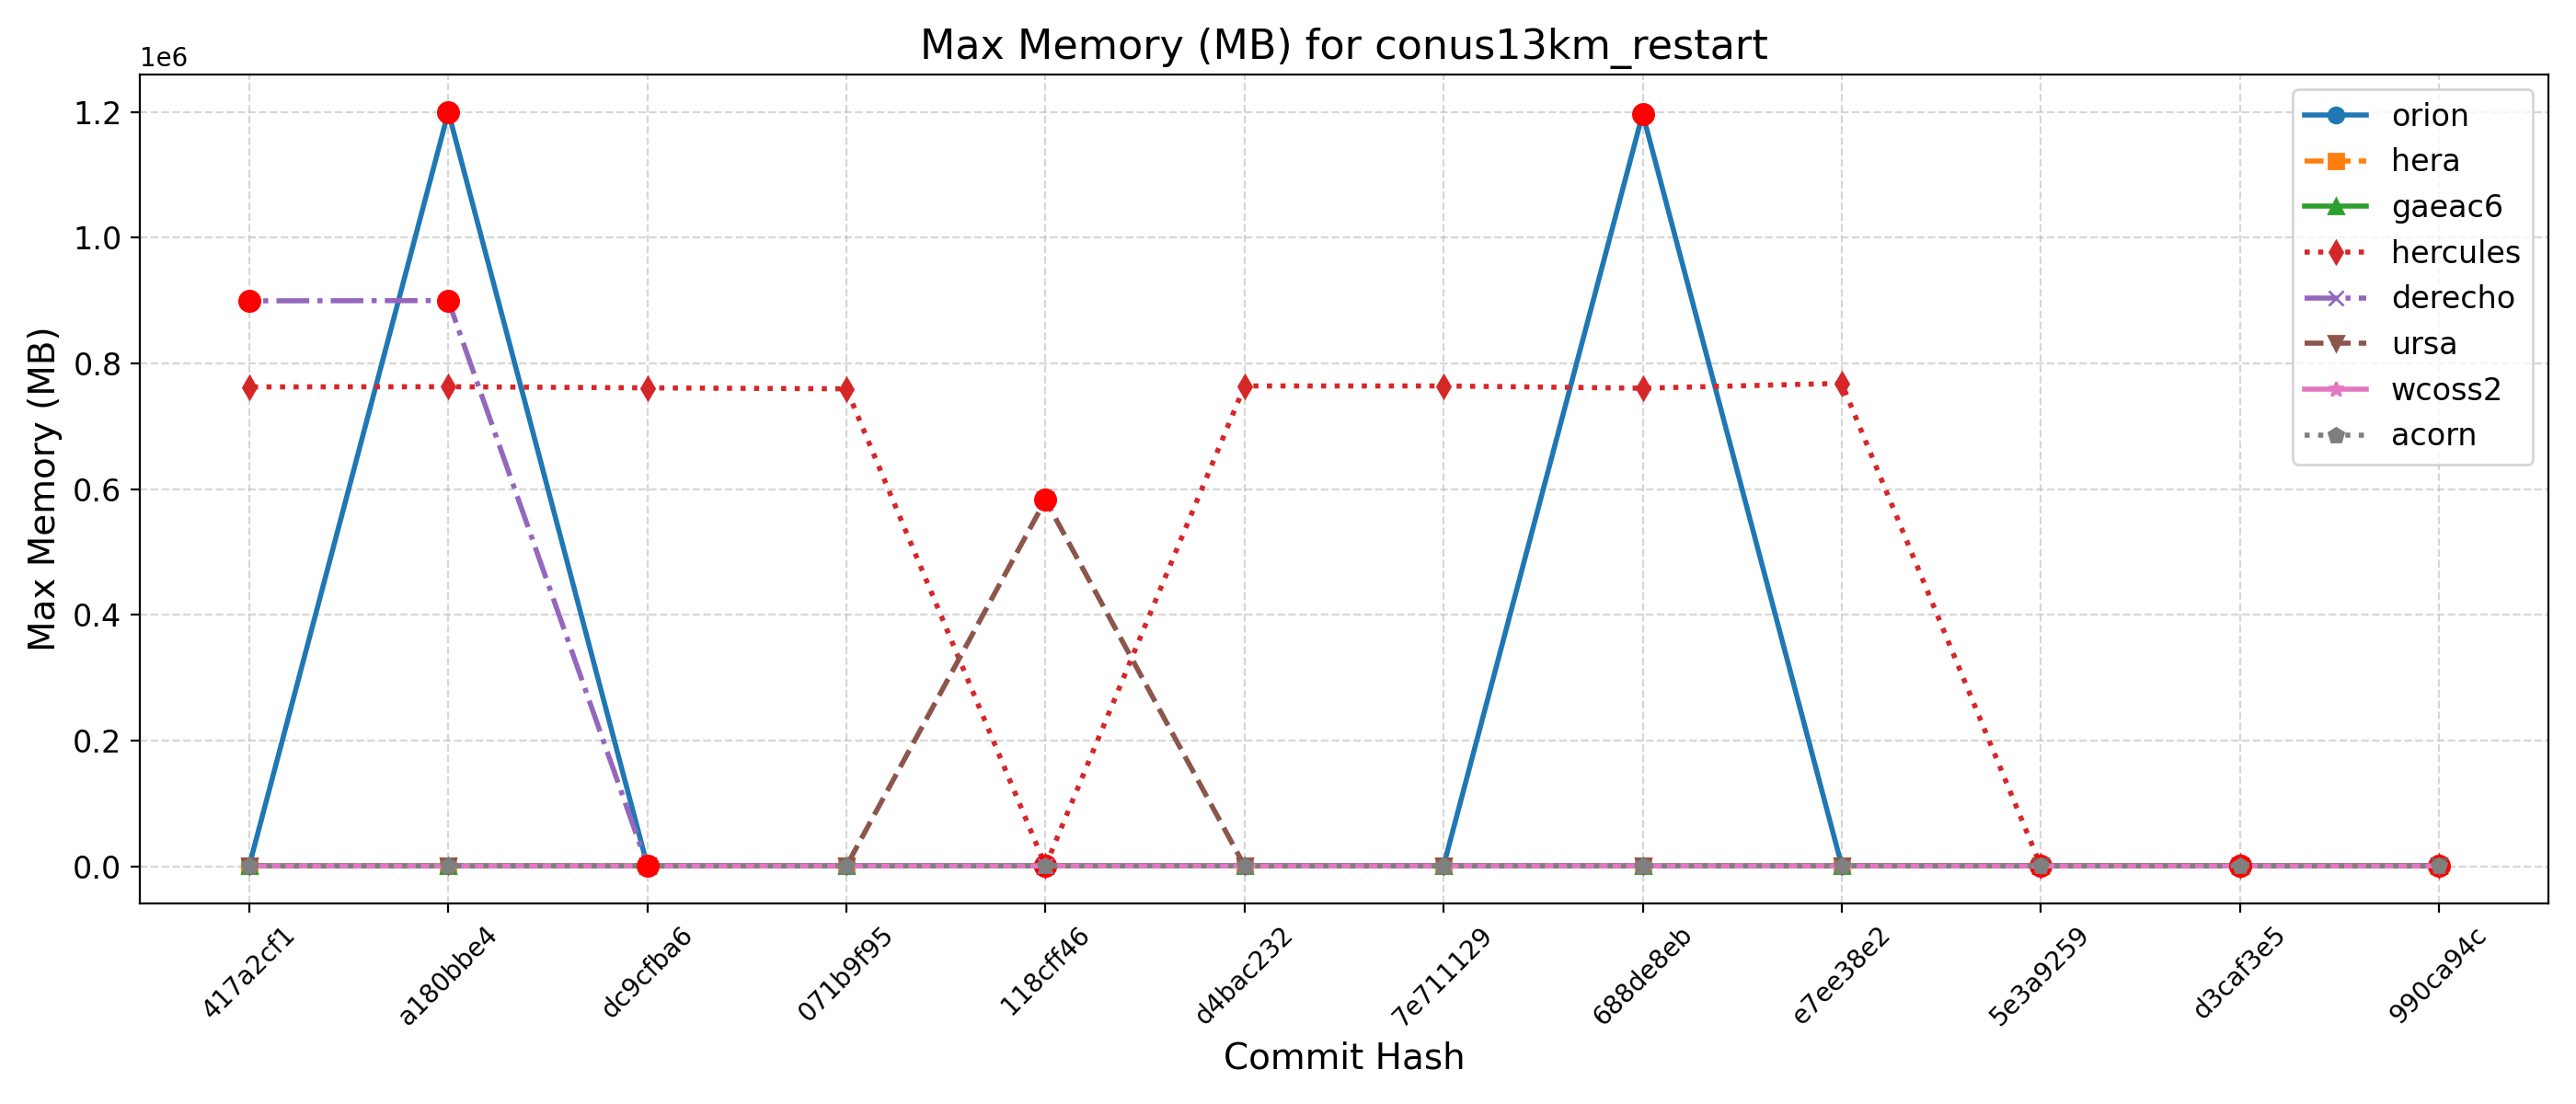 Max Memory (MB) for conus13km_restart
1e6
1.2
1.0
0.8
0.6
0.4
0.2
0.0
Max Memory (MB)
orion
hera
gaeac6
hercules
derecho
ursa
wcoss2
acorn
417a2cf1
a180bbe4
dc9cfba6
071b9f95
118cff46
d4bac232
7e711129
688de8eb
e7ee38e2
5e3a9259
d3caf3e5
990ca94c
Commit Hash